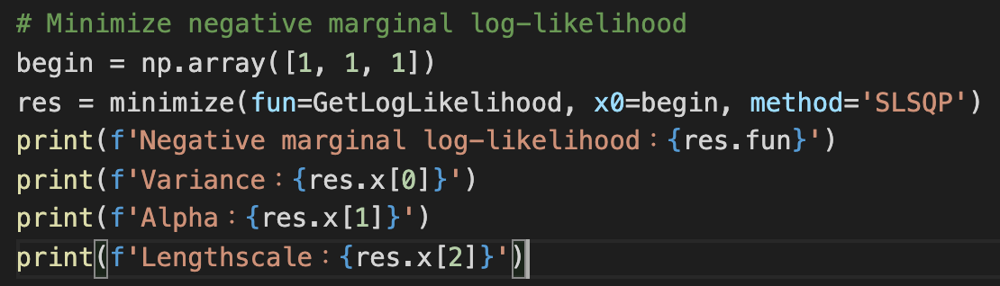 # Minimize negative marginal log-likelihood
begin = np.array([1, 1, 1])
res = minimize(fun=GetLogLikelihood, x0=begin, method='SLSQP')
print(f'Negative marginal log-likelihood：{res.fun}')
print(f'Variance：{res.x[0]}')
print(f'Alpha：{res.x[1]}')
print(f'Lengthscale：{res.x[2]}')